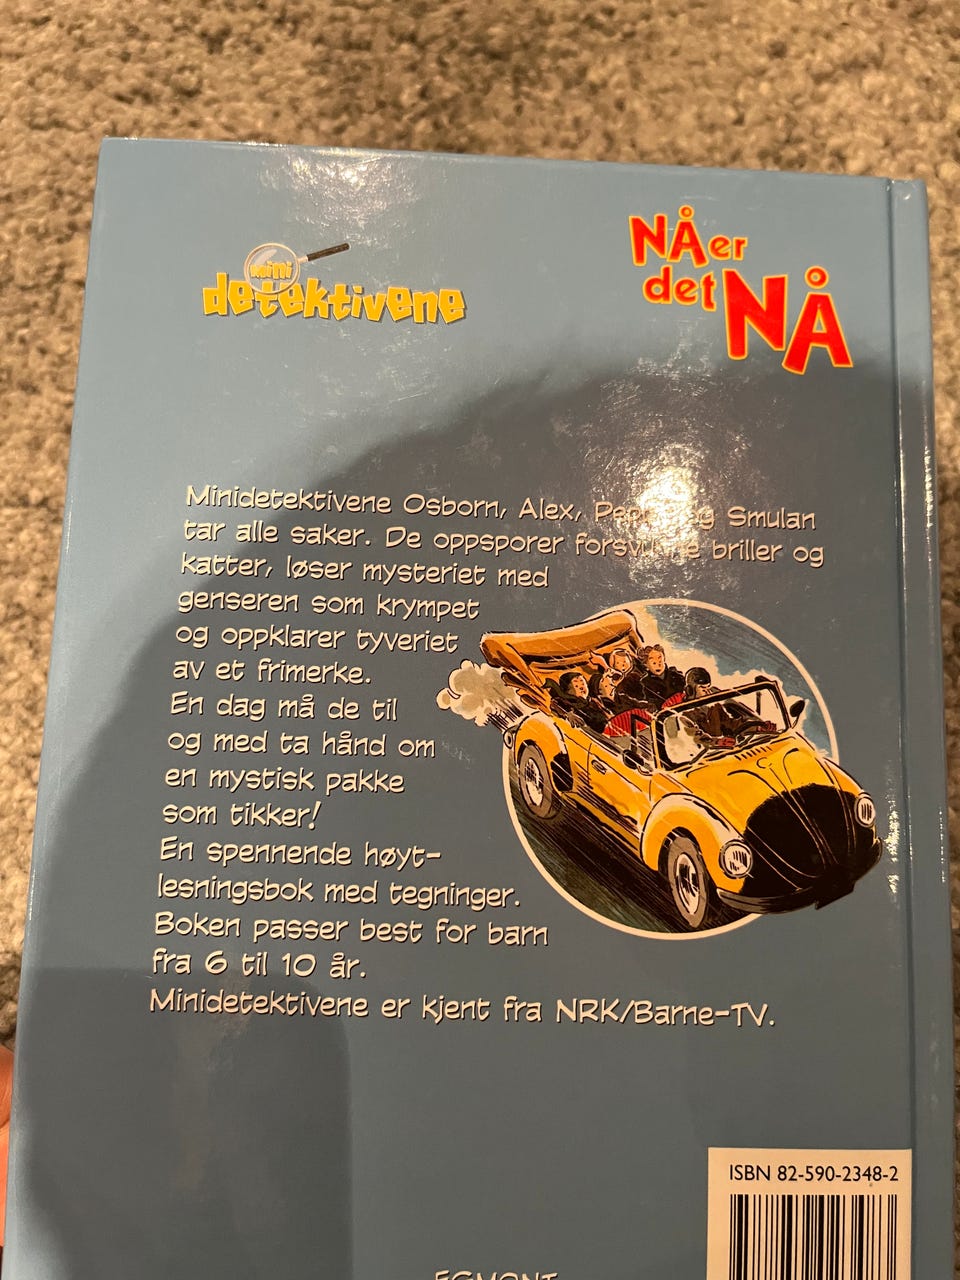 mini
detektivene
NÅ er
det NÅ
Minidetektivene Osborn, Alex, Smulan
tar alle saker. De oppsporer briller og
katter, løser mysteriet med
genseren som krympet
og oppklarer tyveriet
av et frimerke.
En dag må de til
og med ta hånd om
en mystisk pakke
som tikker!
En spennende høyt-
lesningsbok med tegninger.
Boken passer best for barn
fra 6 til 10 år.
Minidetektivene er kjent fra NRK/Barne-TV.
ISBN 82-590-2348-2
EGMONT